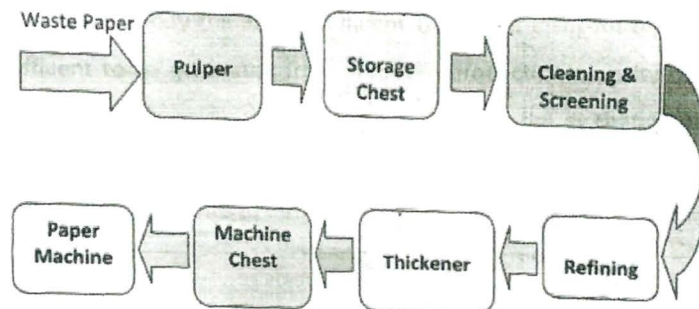 Waste Paper
Pulper
Storage
Chest
Cleaning &
Screening
Paper
Machine
Machine
Chest
Thickener
Refining